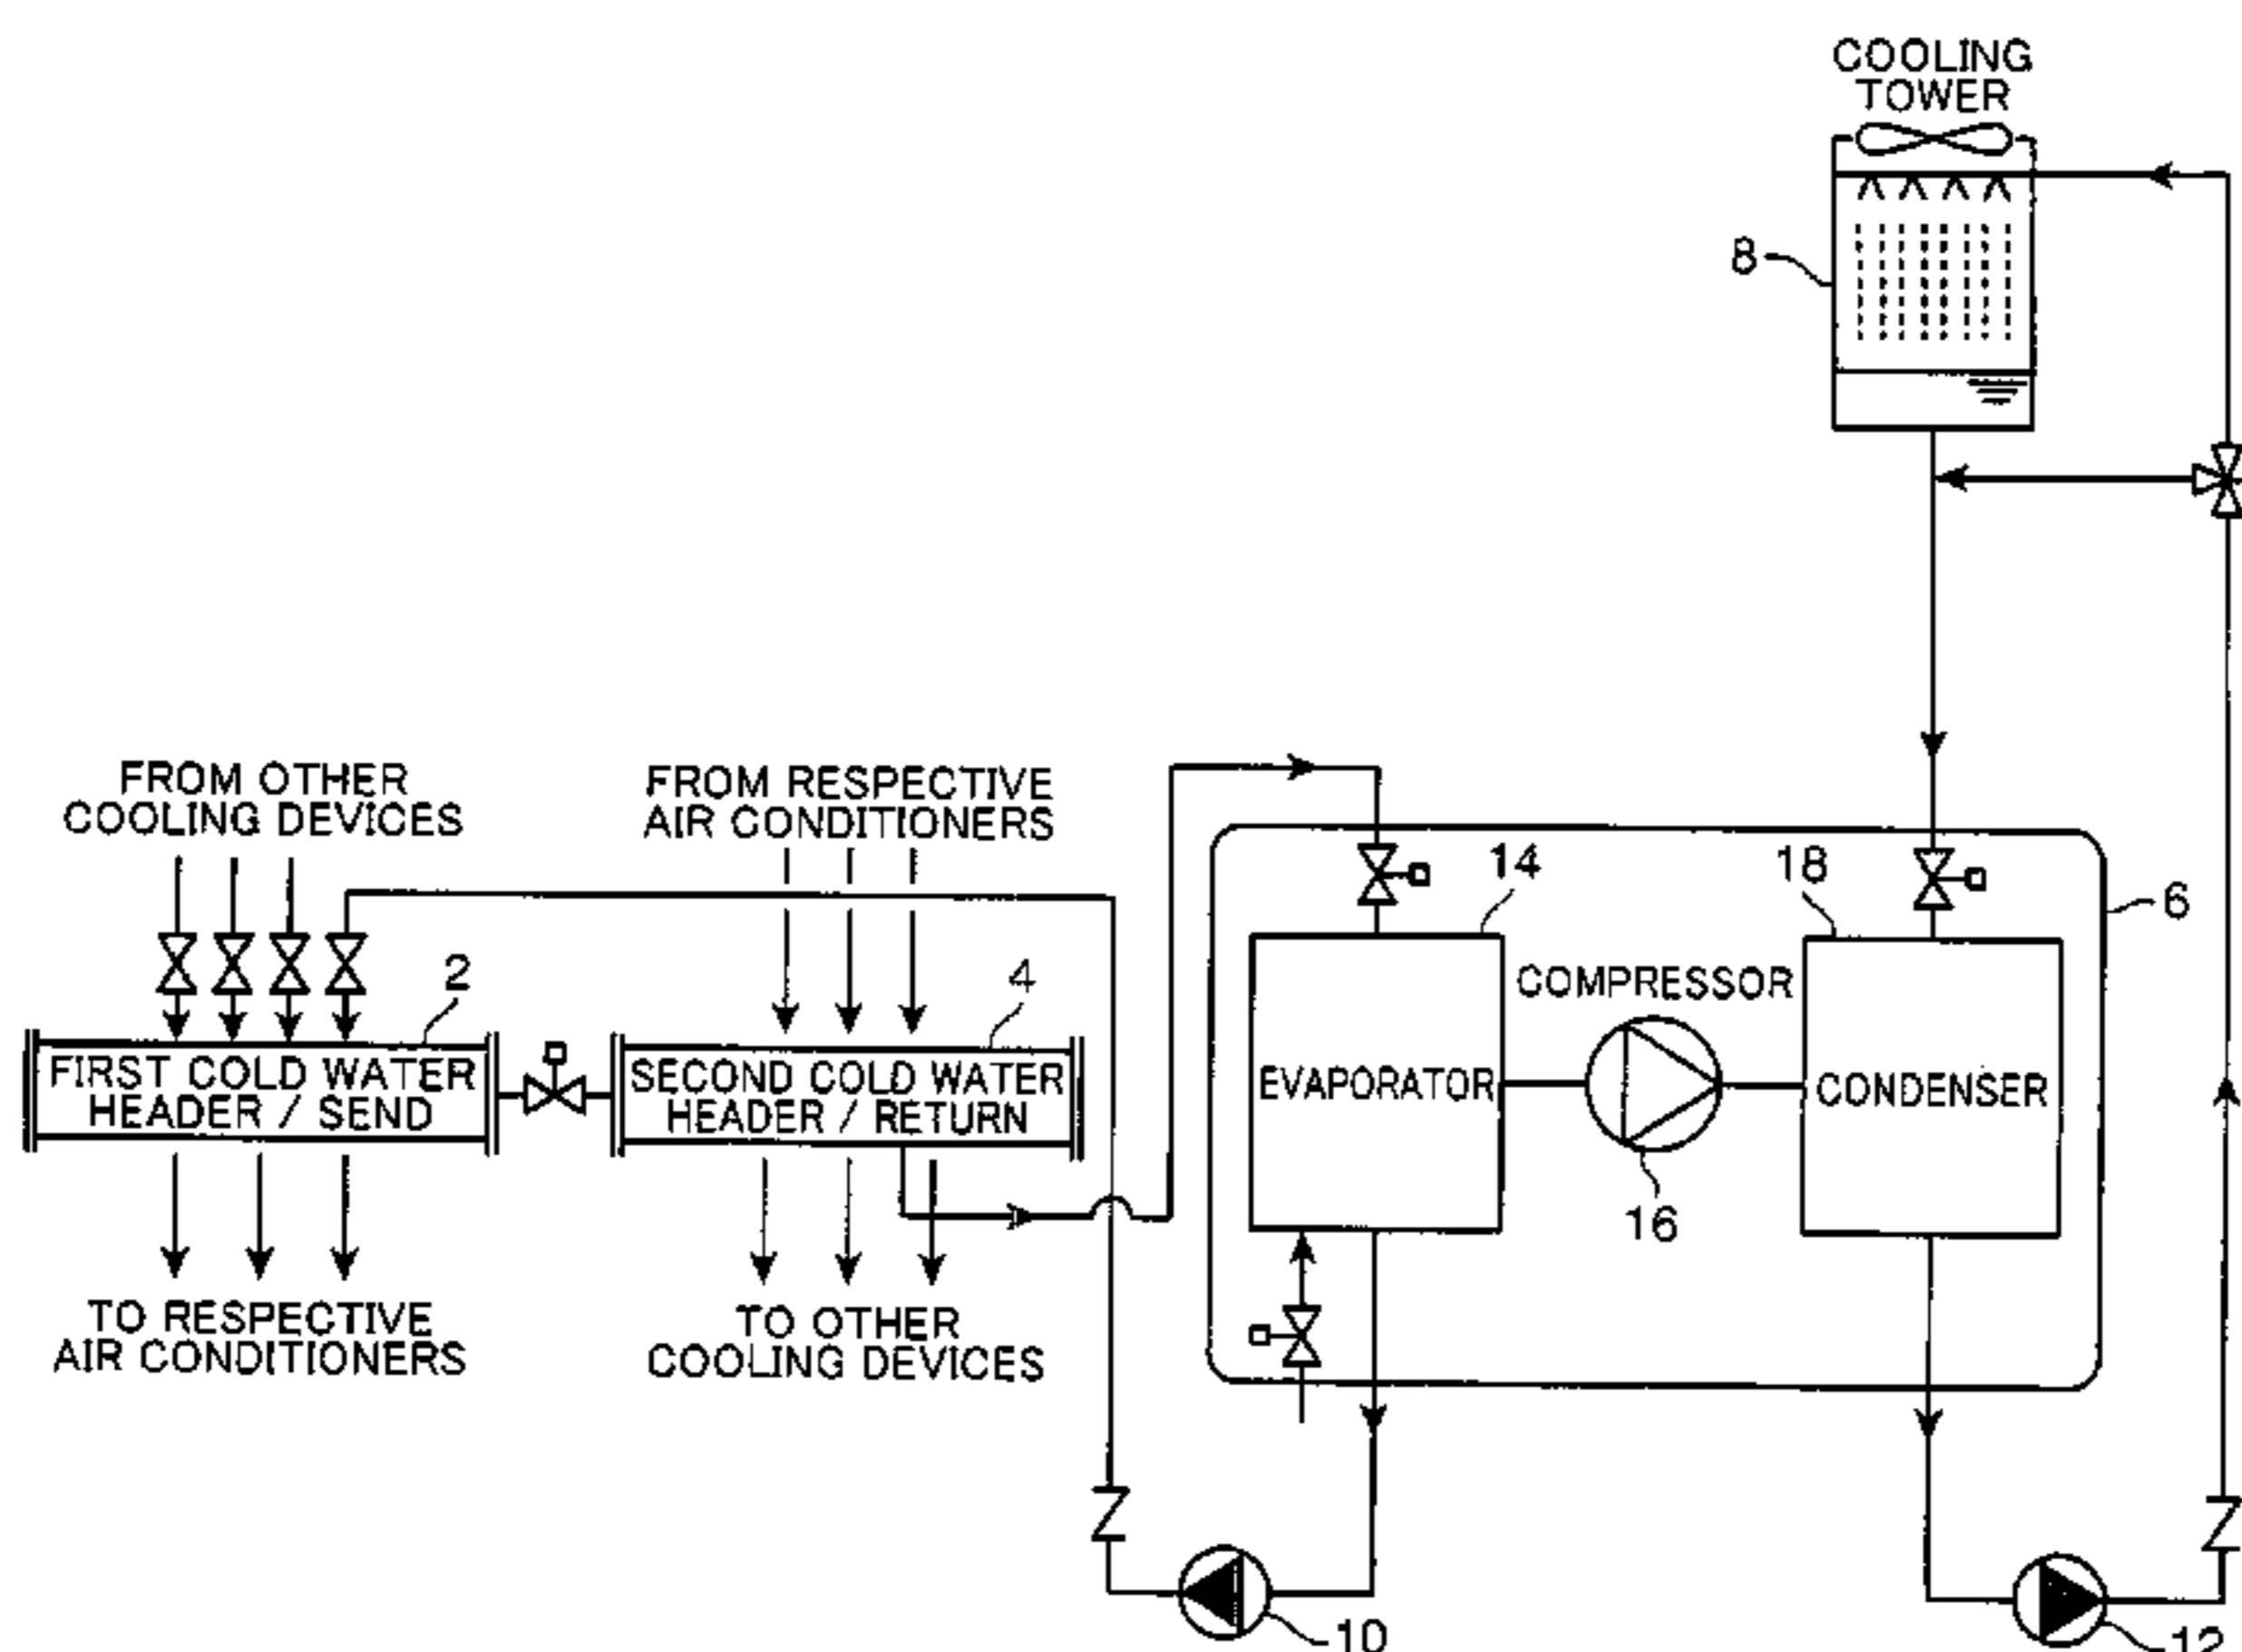 COOLING
TOWER
8
FROM OTHER
COOLING DEVICES
FROM RESPECTIVE
AIR CONDITIONERS
14
18
6
2
4
COMPRESSOR
FIRST COLD WATER
HEADER / SEND
SECOND COLD WATER
HEADER / RETURN
EVAPORATOR
CONDENSER
16
TO RESPECTIVE
AIR CONDITIONERS
TO OTHER
COOLING DEVICES
10
12